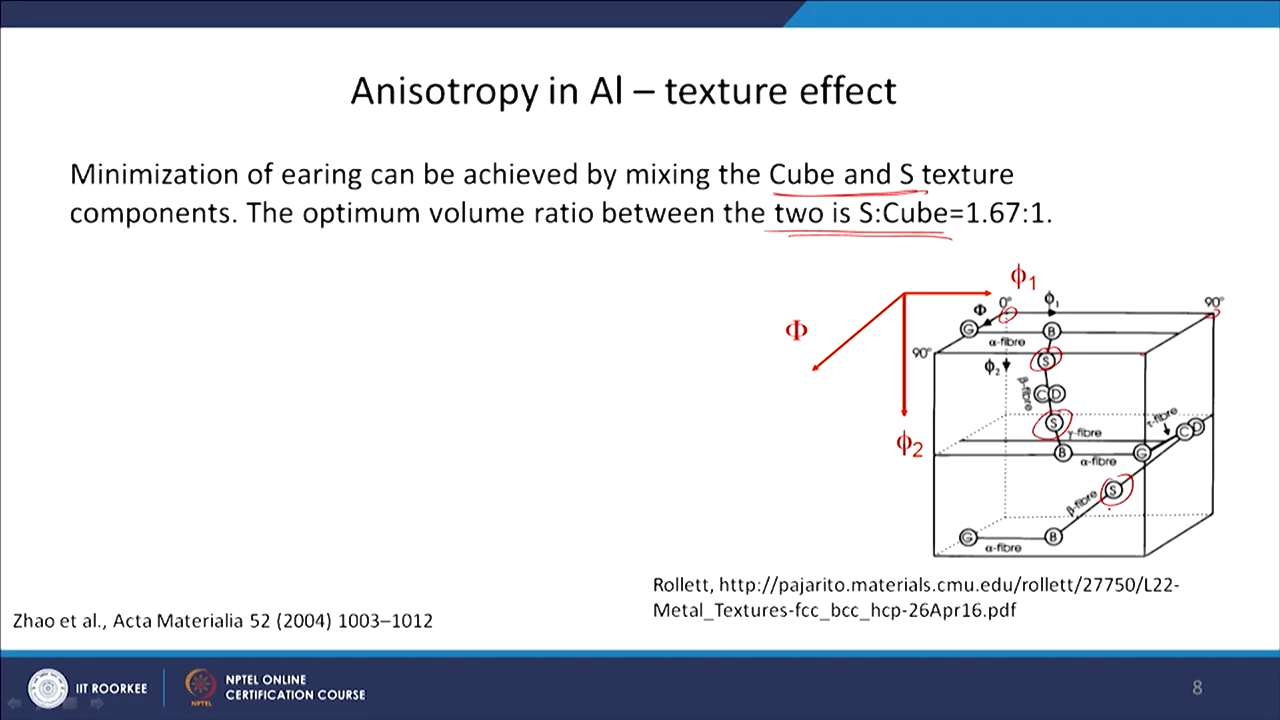 Anisotropy in Al – texture effect
Minimization of earing can be achieved by mixing the Cube and S texture
components. The optimum volume ratio between the two is S:Cube=1.67:1.
ϕ1
Φ
ϕ2
0°
ϕ1
90°
Φ
G
B
α-fibre
90°
S
ϕ2
β-fibre
C D
S
γ-fibre
τ-fibre
C D
B
α-fibre
G
S
β-fibre
G
B
α-fibre
Rollett, http://pajarito.materials.cmu.edu/rollett/27750/L22-
Metal_Textures-fcc_bcc_hcp-26Apr16.pdf
Zhao et al., Acta Materialia 52 (2004) 1003–1012
IIT ROORKEE
NPTEL ONLINE
CERTIFICATION COURSE
NPTEL
8